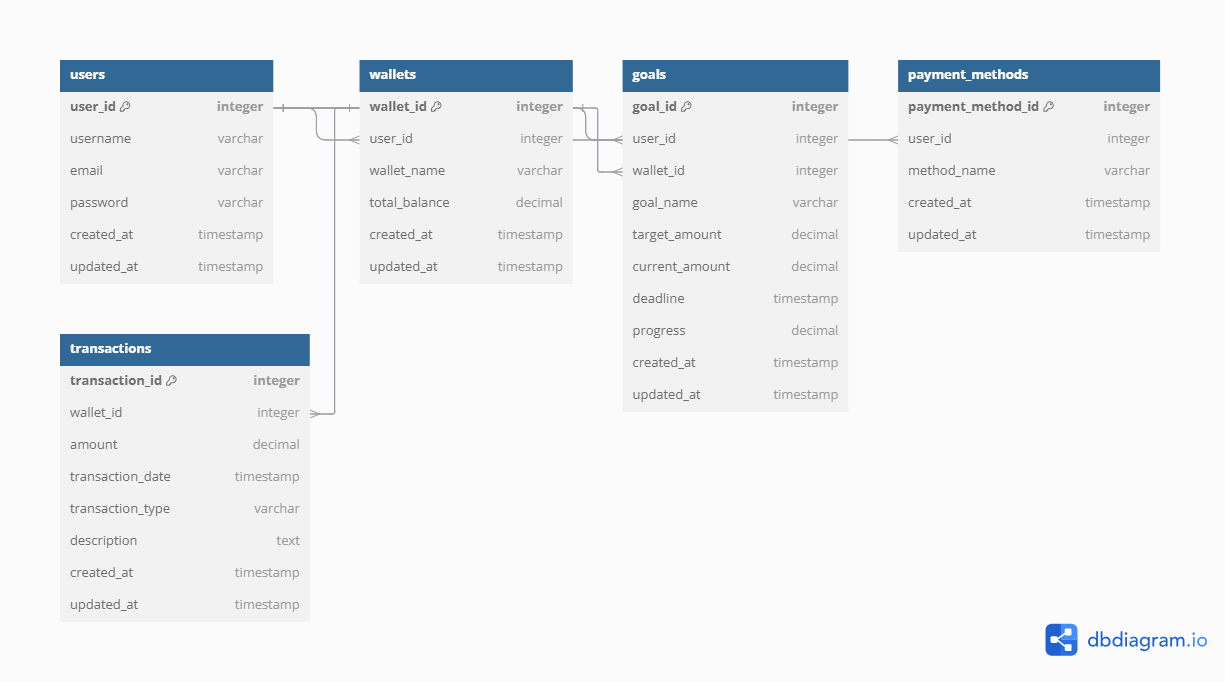 users
user_id integer
username varchar
email varchar
password varchar
created_at timestamp
updated_at timestamp
wallets
wallet_id integer
user_id integer
wallet_name varchar
total_balance decimal
created_at timestamp
updated_at timestamp
goals
goal_id integer
user_id integer
wallet_id integer
goal_name varchar
target_amount decimal
current_amount decimal
deadline timestamp
progress decimal
created_at timestamp
updated_at timestamp
payment_methods
payment_method_id integer
user_id integer
method_name varchar
created_at timestamp
updated_at timestamp
transactions
transaction_id integer
wallet_id integer
amount decimal
transaction_date timestamp
transaction_type varchar
description text
created_at timestamp
updated_at timestamp
dbdiagram.io